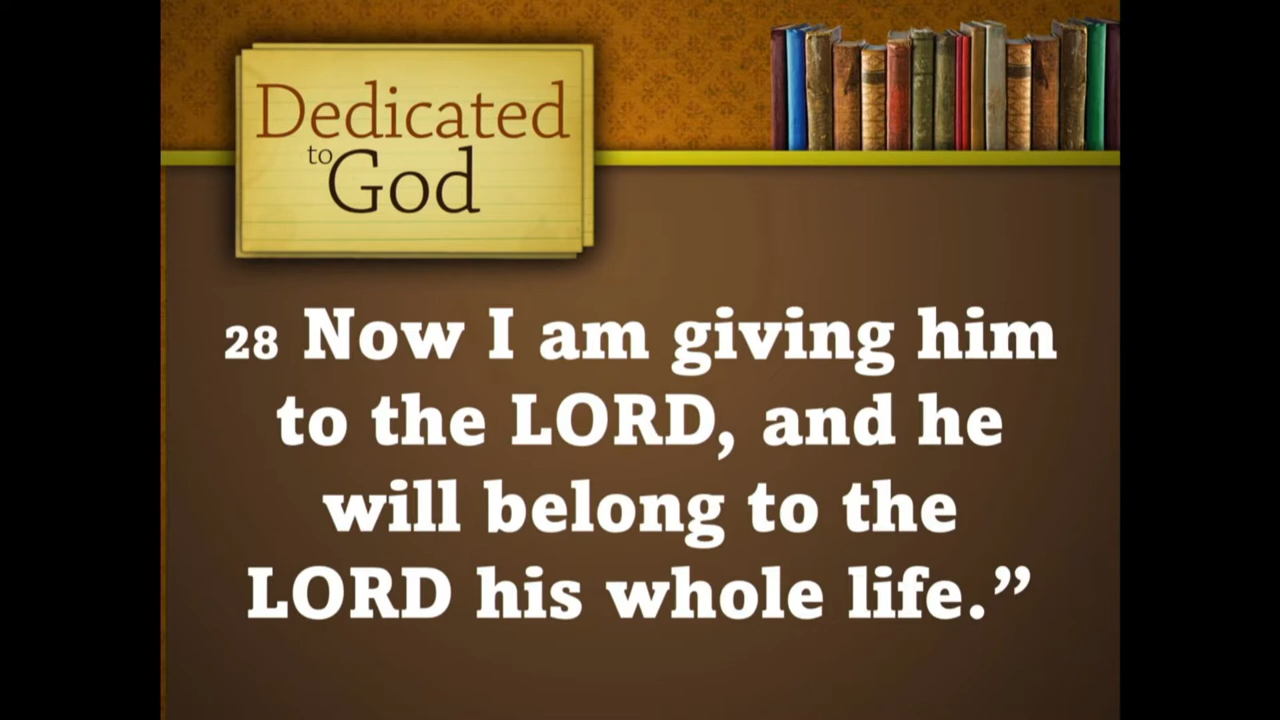 Dedicated
to
God
28 Now I am giving him
to the LORD, and he
will belong to the
LORD his whole life.”